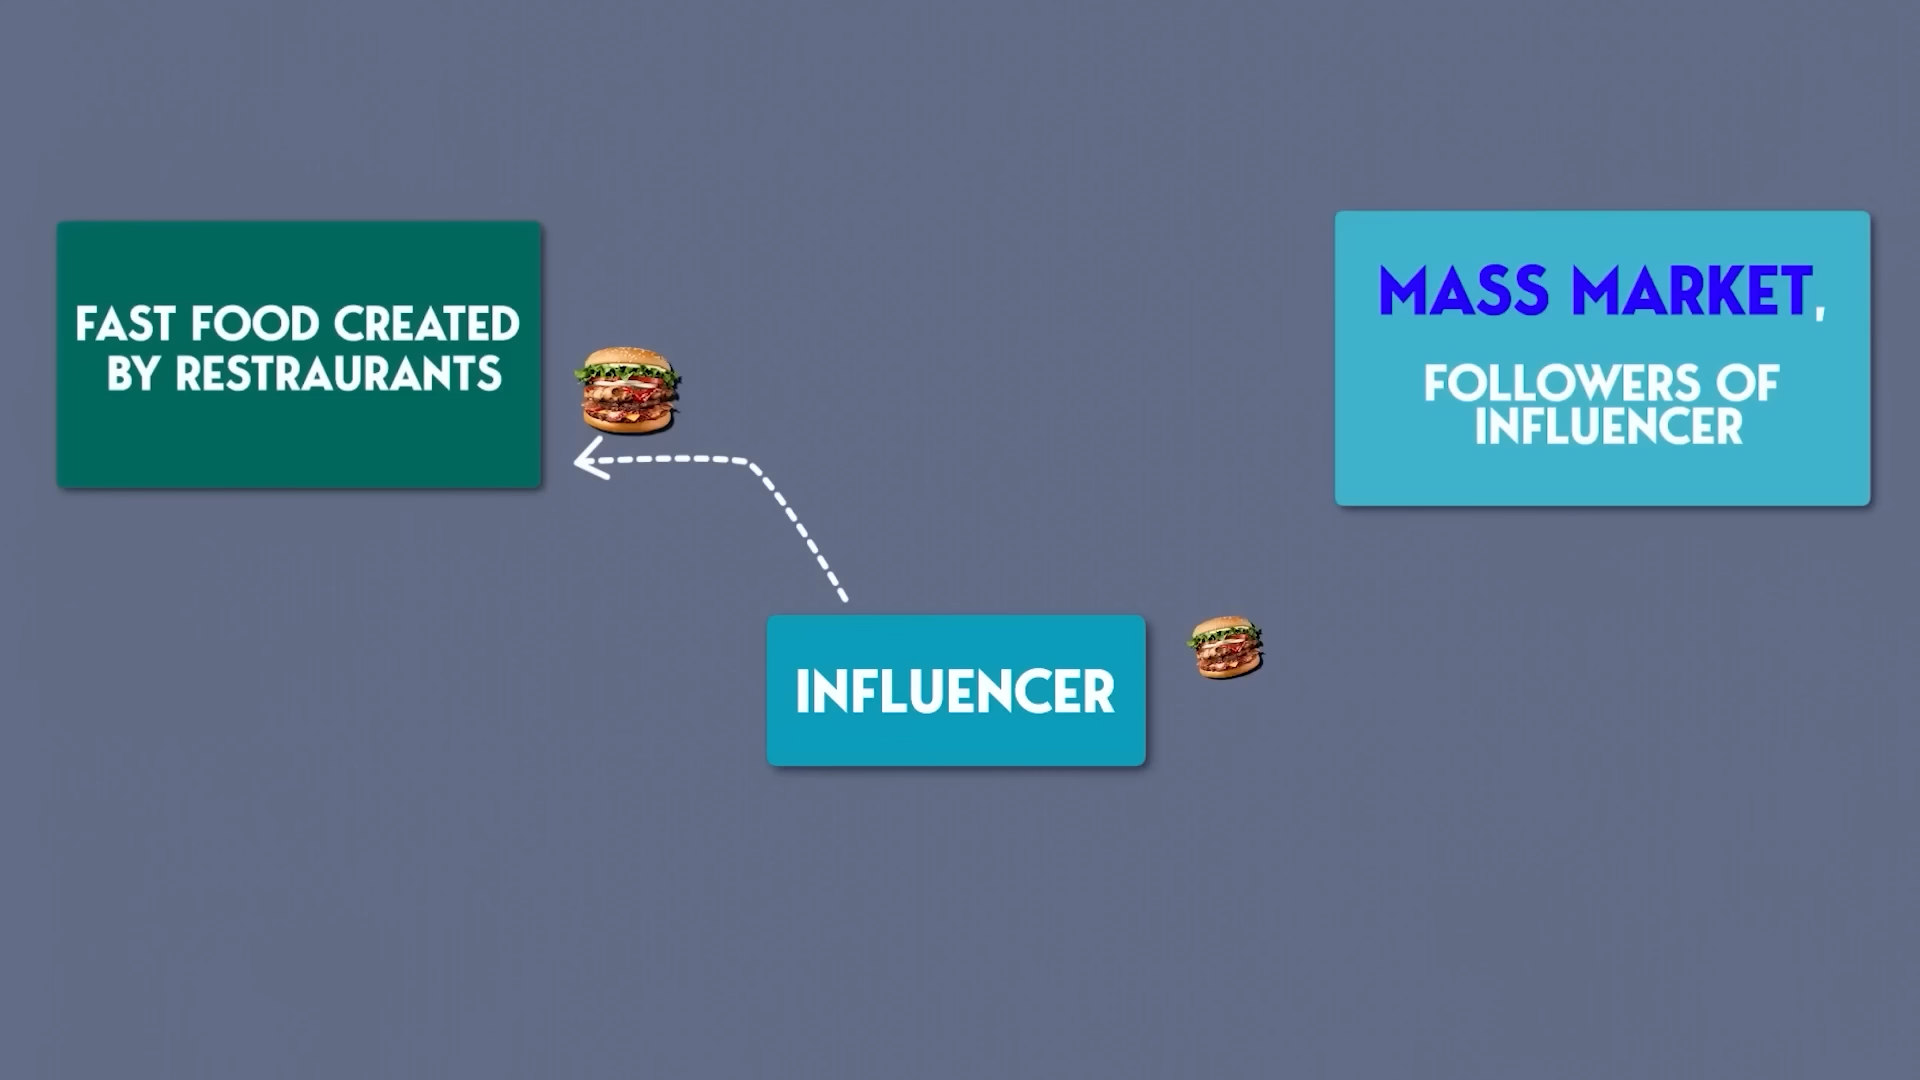 FAST FOOD CREATED
BY RESTRAURANTS
MASS MARKET,
FOLLOWERS OF
INFLUENCER
INFLUENCER